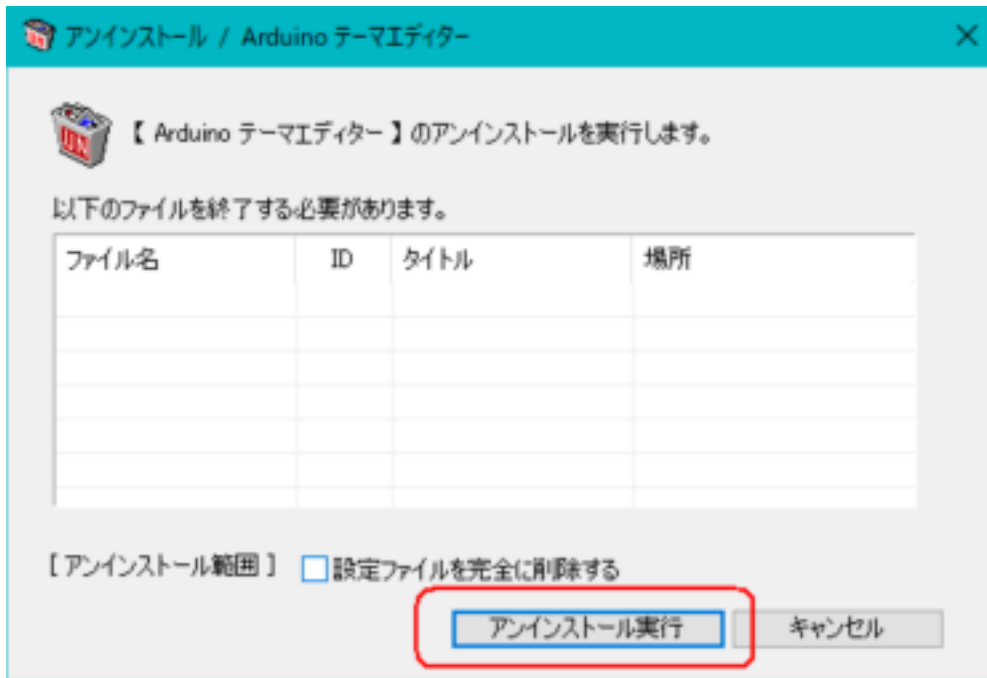 アンインストール / Arduino テーマエディター
【 Arduino テーマエディター 】のアンインストールを実行します。
以下のファイルを終了する必要があります。
ファイル名 ID タイトル 場所
[ アンインストール範囲 ] 設定ファイルを完全に削除する
アンインストール実行 キャンセル